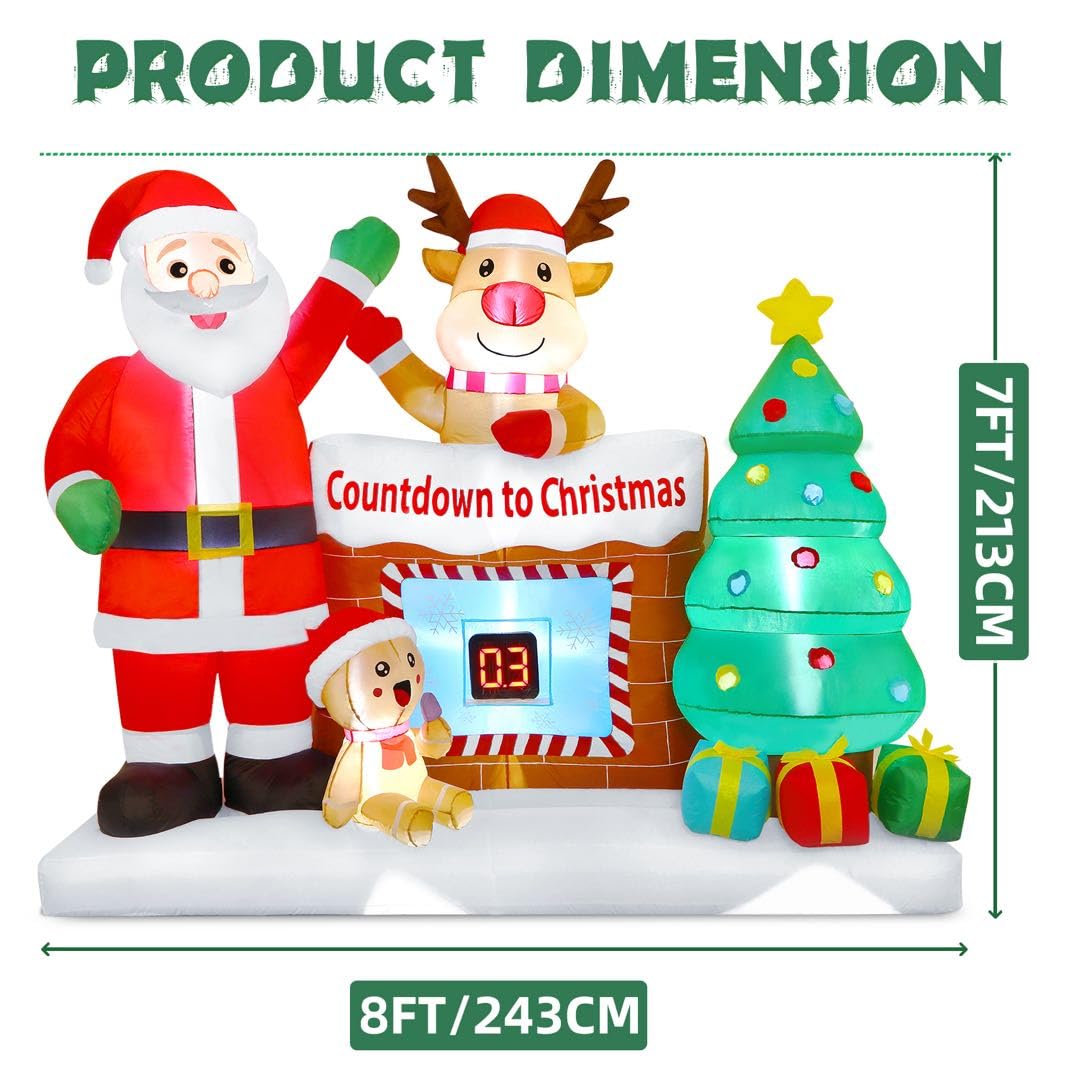 PRODUCT DIMENSION
Countdown to Christmas
03
7FT/213CM
8FT/243CM